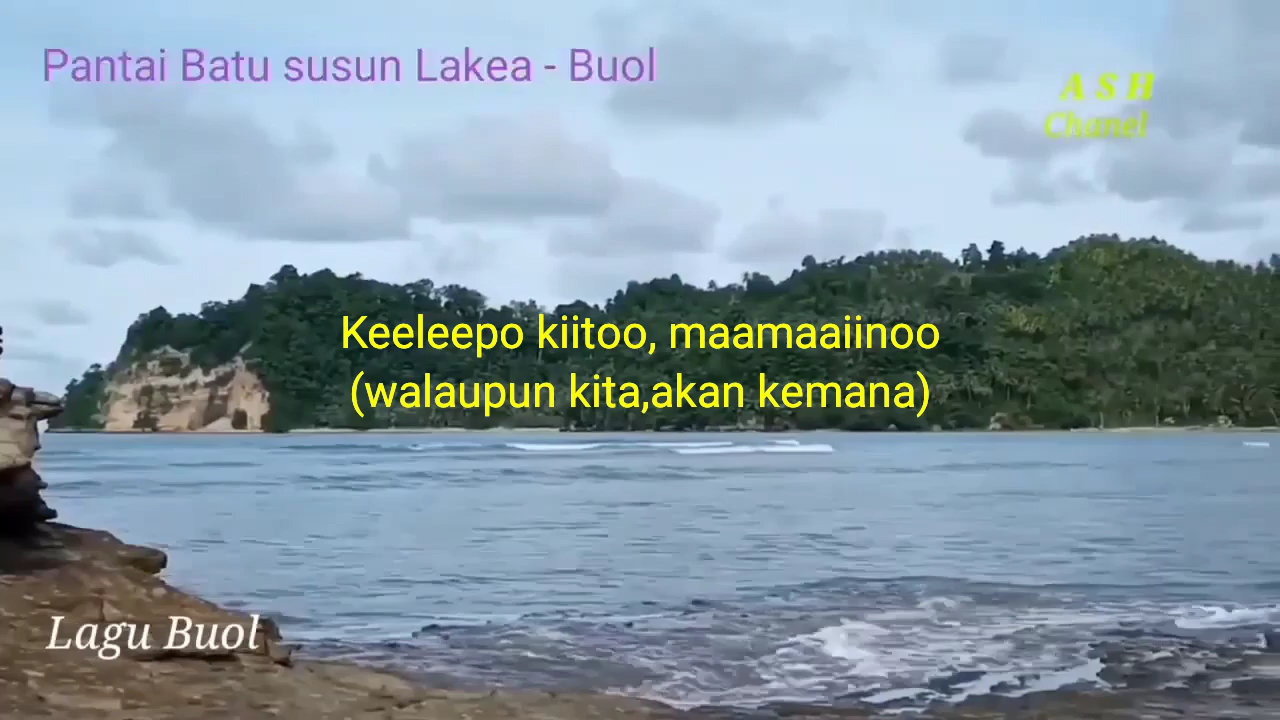 Pantai Batu susun Lakea - Buol
A S H
Chanel
Keeleepo kiitoo, maamaaiinoo
(walaupun kita,akan kemana)
Lagu Buol